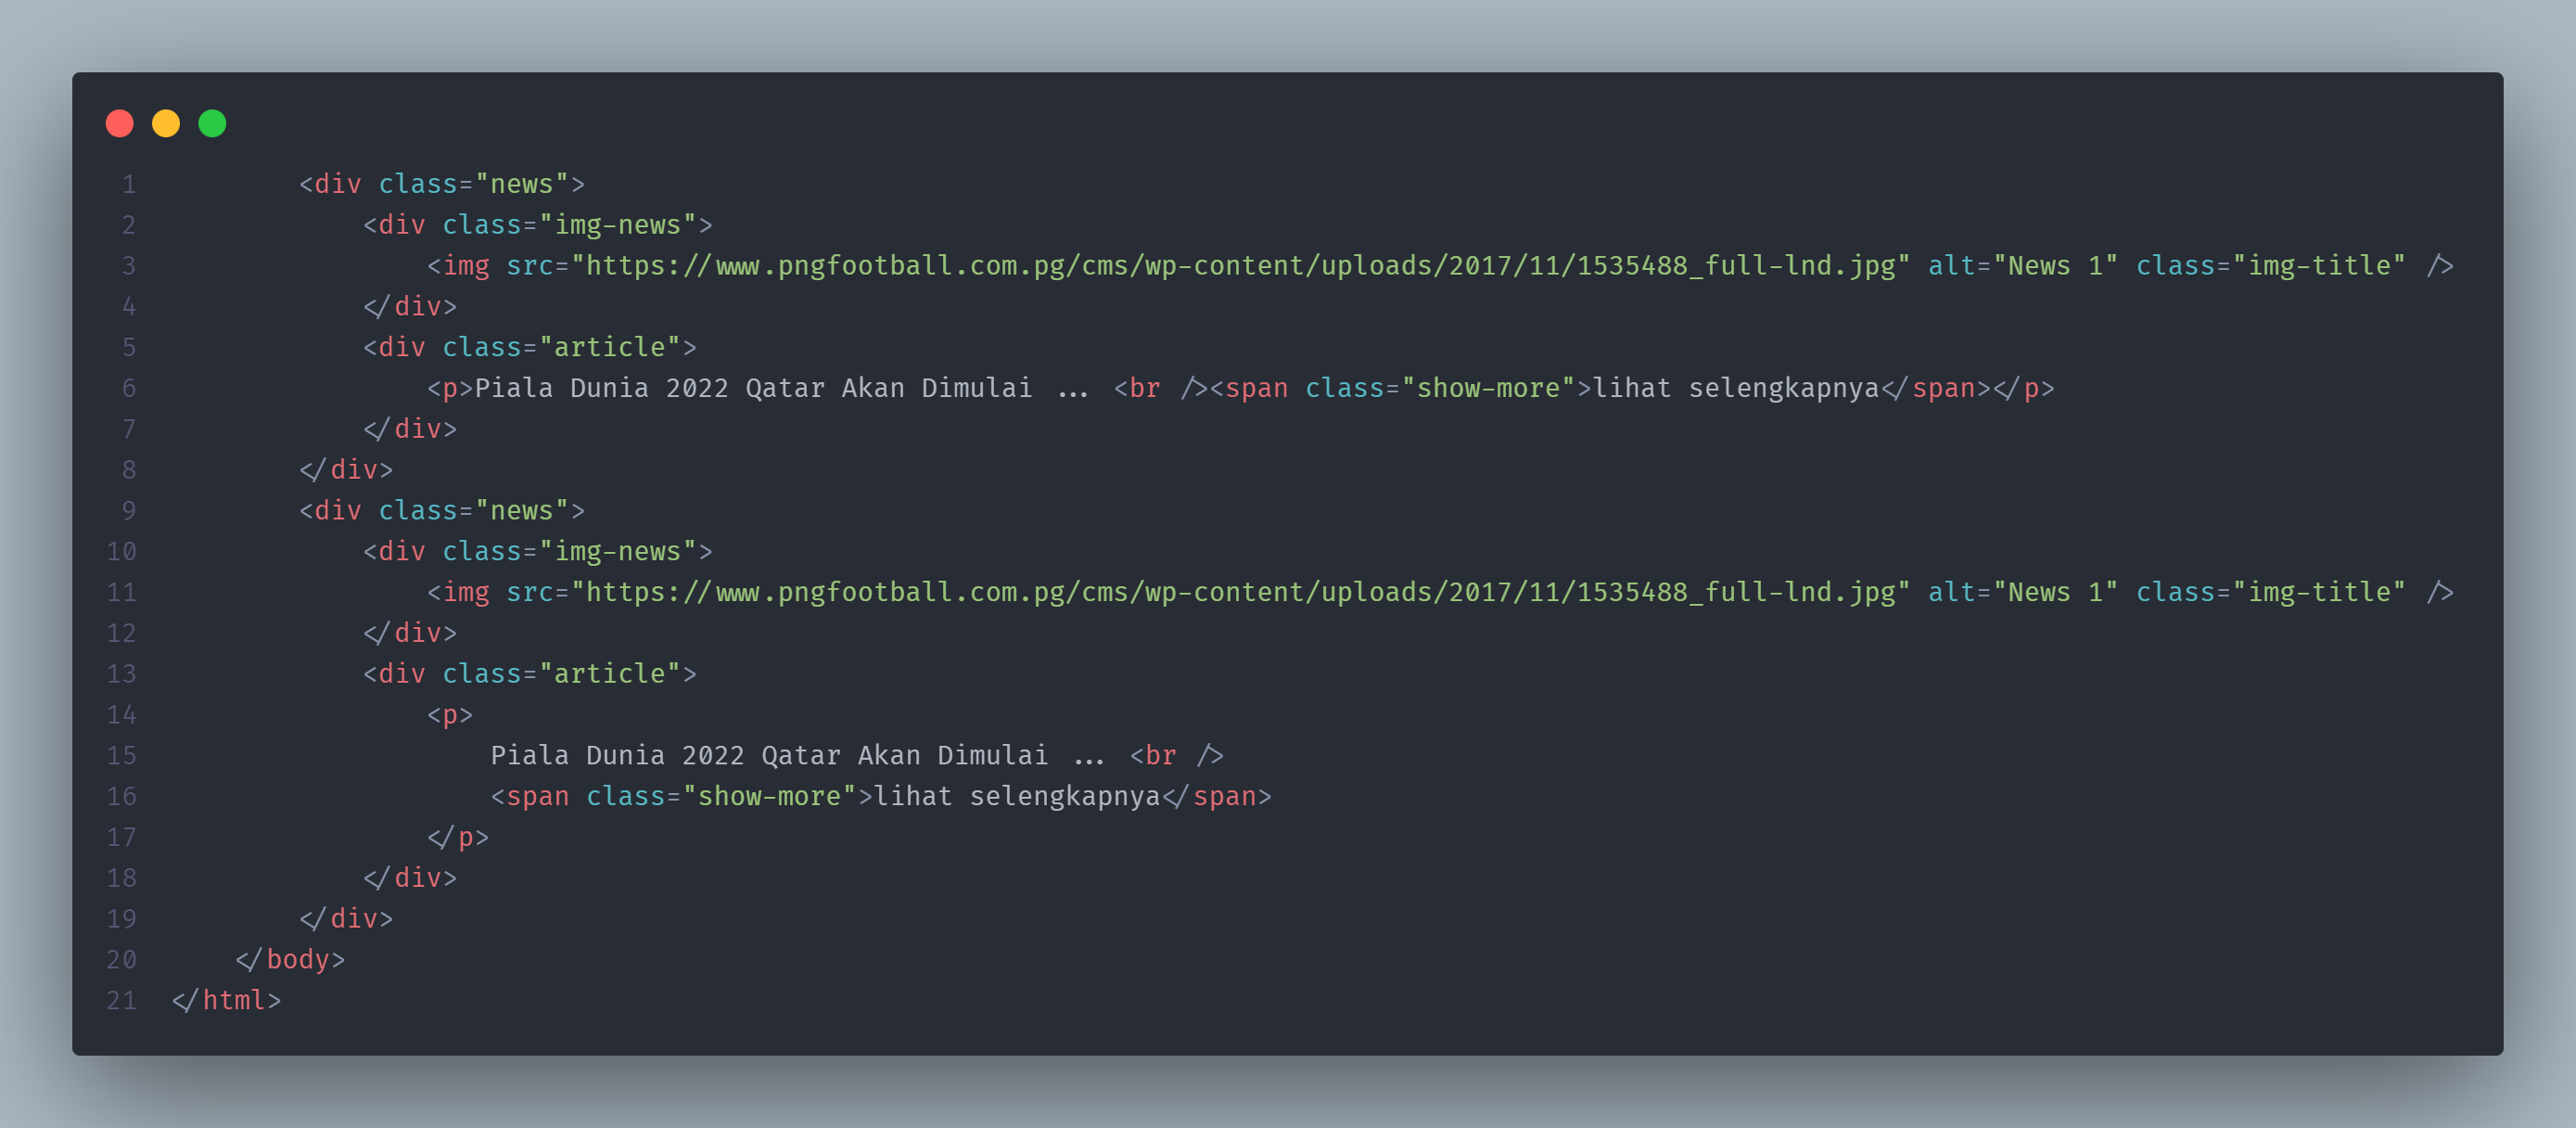 1 <div class="news">
2 <div class="img-news">
3 <img src="https://www.pngfootball.com.pg/cms/wp-content/uploads/2017/11/1535488_full-lnd.jpg" alt="News 1" class="img-title" />
4 </div>
5 <div class="article">
6 <p>Piala Dunia 2022 Qatar Akan Dimulai ... <br /><span class="show-more">lihat selengkapnya</span></p>
7 </div>
8 </div>
9 <div class="news">
10 <div class="img-news">
11 <img src="https://www.pngfootball.com.pg/cms/wp-content/uploads/2017/11/1535488_full-lnd.jpg" alt="News 1" class="img-title" />
12 </div>
13 <div class="article">
14 <p>
15 Piala Dunia 2022 Qatar Akan Dimulai ... <br />
16 <span class="show-more">lihat selengkapnya</span>
17 </p>
18 </div>
19 </div>
20 </body>
21 </html>